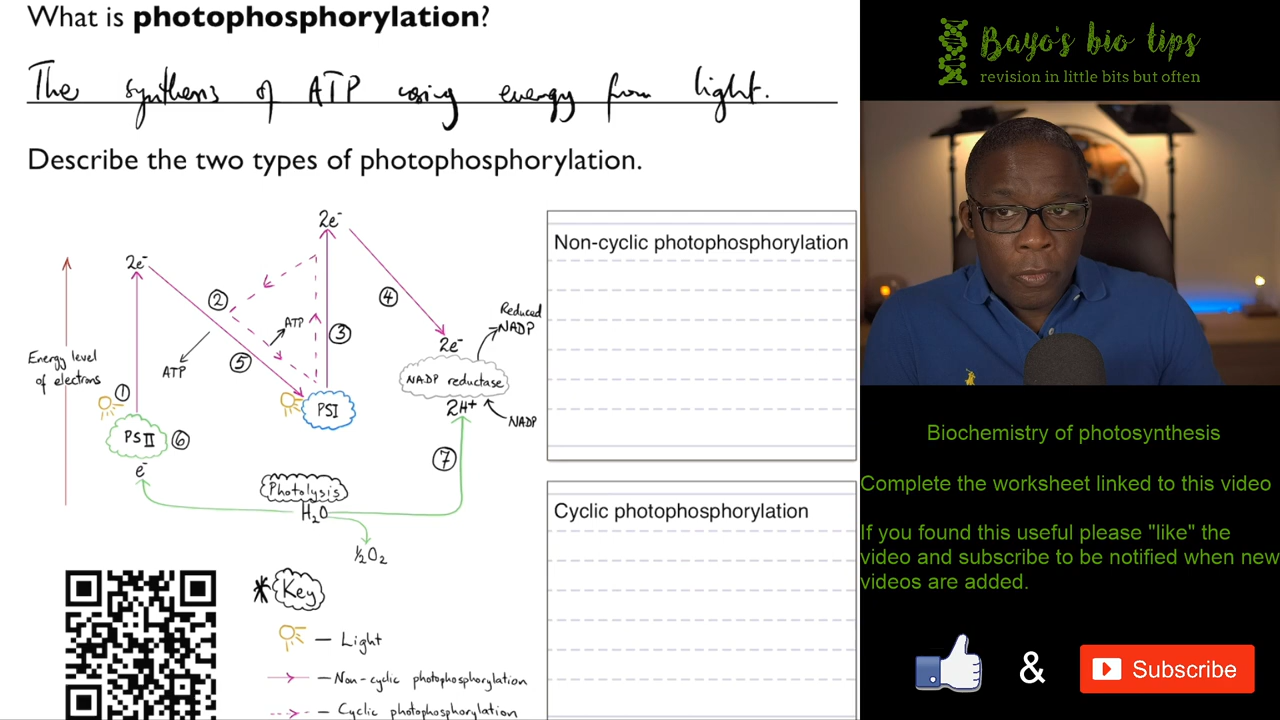 What is photophosphorylation?
The synthesis of ATP using energy from light.
Describe the two types of photophosphorylation.
2e-
2e-
②
④
Reduced
NADP
ATP
③
2e-
Energy level
of electrons
ATP
⑤
NADP reductase
①
PSI
2H+
NADP
PSII
⑥
e-
⑦
Photolysis
H₂O
½O₂
*Key
– Light
– Non-cyclic photophosphorylation
– Cyclic photophosphorylation
Non-cyclic photophosphorylation
Cyclic photophosphorylation
Bayo's bio tips
revision in little bits but often
Biochemistry of photosynthesis
Complete the worksheet linked to this video
If you found this useful please "like" the
video and subscribe to be notified when new
videos are added.
&
Subscribe